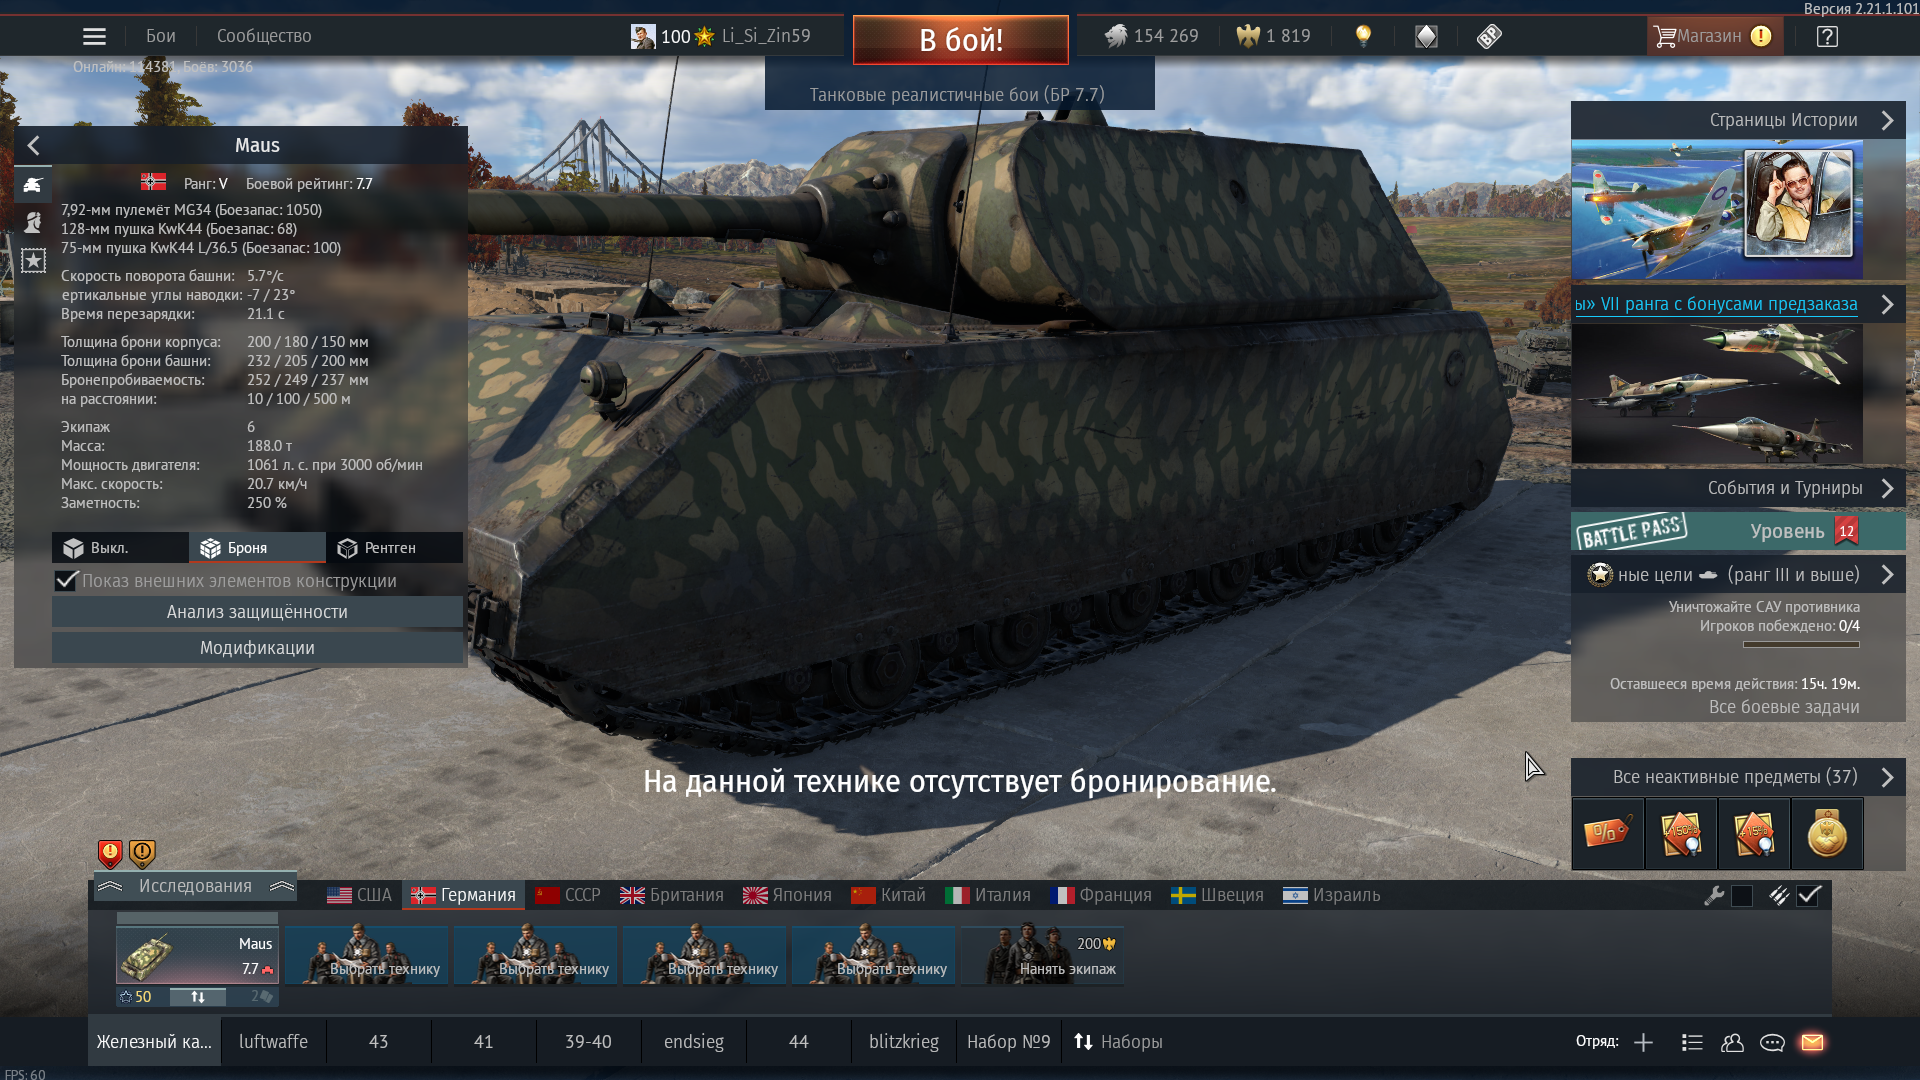 Версия 2.21.1.101
Бои
Сообщество
100 Li_Si_Zin59
В бой!
154 269
1 819
BP
Магазин
Онлайн: 114381, Боёв: 3036
Танковые реалистичные бои (БР 7.7)
Maus
Ранг: V Боевой рейтинг: 7.7
7,92-мм пулемёт MG34 (Боезапас: 1050)
128-мм пушка KwK44 (Боезапас: 68)
75-мм пушка KwK44 L/36.5 (Боезапас: 100)
Скорость поворота башни: 5.7°/с
ертикальные углы наводки: -7 / 23°
Время перезарядки: 21.1 с
Толщина брони корпуса: 200 / 180 / 150 мм
Толщина брони башни: 232 / 205 / 200 мм
Бронепробиваемость: 252 / 249 / 237 мм
на расстоянии: 10 / 100 / 500 м
Экипаж 6
Масса: 188.0 т
Мощность двигателя: 1061 л. с. при 3000 об/мин
Макс. скорость: 20.7 км/ч
Заметность: 250 %
Выкл.
Броня
Рентген
Показ внешних элементов конструкции
Анализ защищённости
Модификации
Страницы Истории
ы» VII ранга с бонусами предзаказа
События и Турниры
BATTLE PASS
Уровень 12
ные цели (ранг III и выше)
Уничтожайте САУ противника
Игроков побеждено: 0/4
Оставшееся время действия: 15ч. 19м.
Все боевые задачи
Все неактивные предметы (37)
%
+150%
+15%
На данной технике отсутствует бронирование.
Исследования
США
Германия
СССР
Британия
Япония
Китай
Италия
Франция
Швеция
Израиль
Maus
7.7
50
2
Выбрать технику
Выбрать технику
Выбрать технику
Выбрать технику
200
Нанять экипаж
Железный ка...
luftwaffe
43
41
39-40
endsieg
44
blitzkrieg
Набор №9
Наборы
Отряд:
FPS: 60